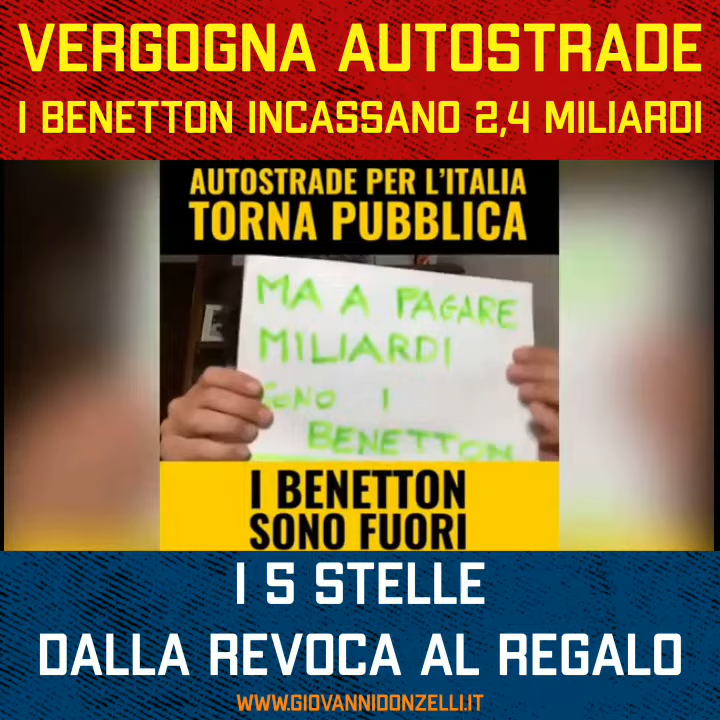 VERGOGNA AUTOSTRADE
I BENETTON INCASSANO 2,4 MILIARDI
AUTOSTRADE PER L'ITALIA
TORNA PUBBLICA
MA A PAGARE
MILIARDI
SONO I
BENETTON
I BENETTON
SONO FUORI
I 5 STELLE
DALLA REVOCA AL REGALO
WWW.GIOVANNIDONZELLI.IT